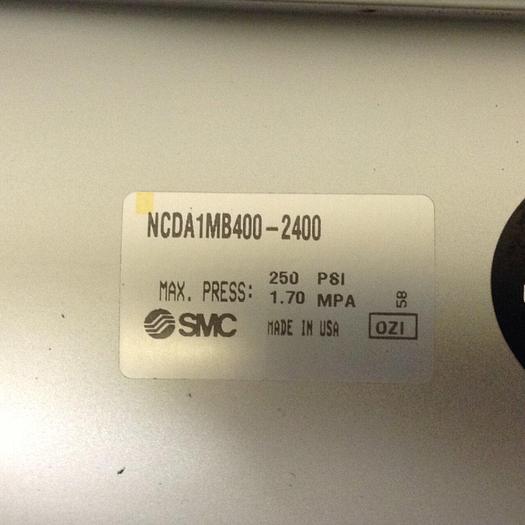 NCDA1MB400-2400
MAX. PRESS: 250 PSI
1.70 MPA
58
SMC MADE IN USA OZI